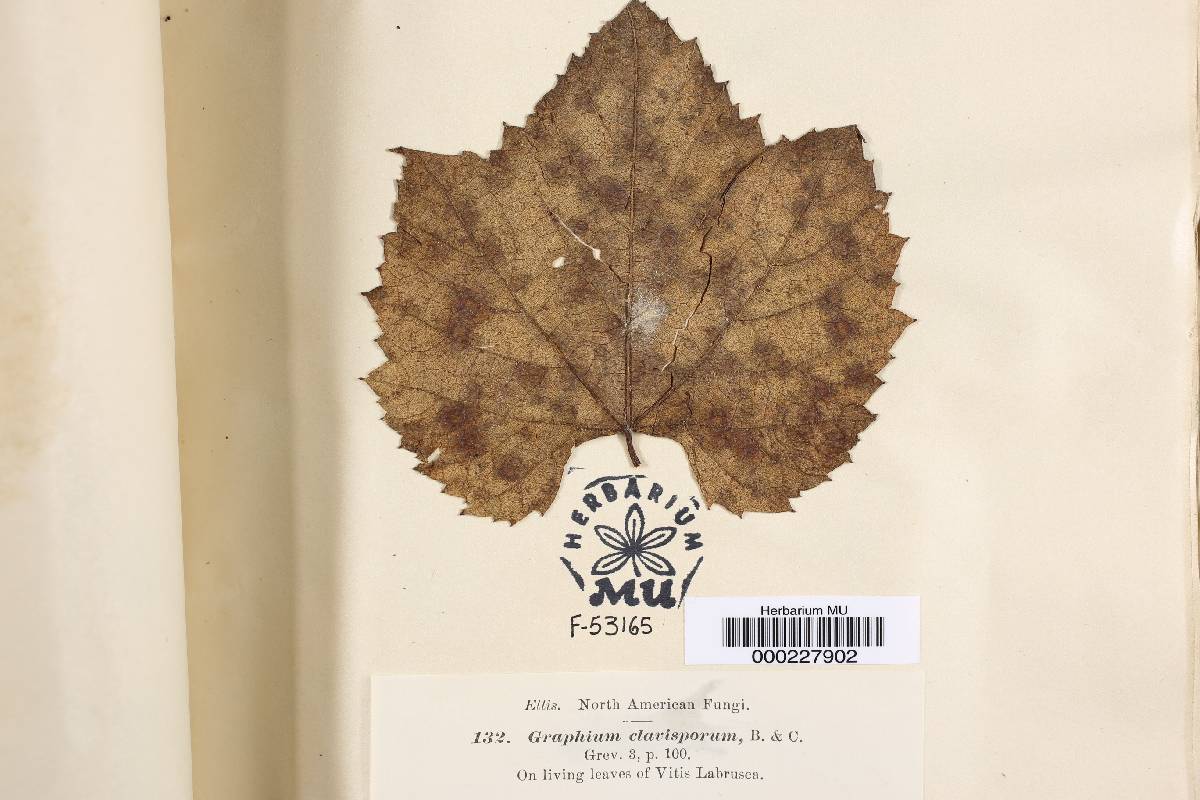 HERBARIUM
MU
F-53165
Herbarium MU
000227902
Ellis. North American Fungi.
132. Graphium clavisporum, B. & C.
Grev. 3, p. 100.
On living leaves of Vitis Labrusca.